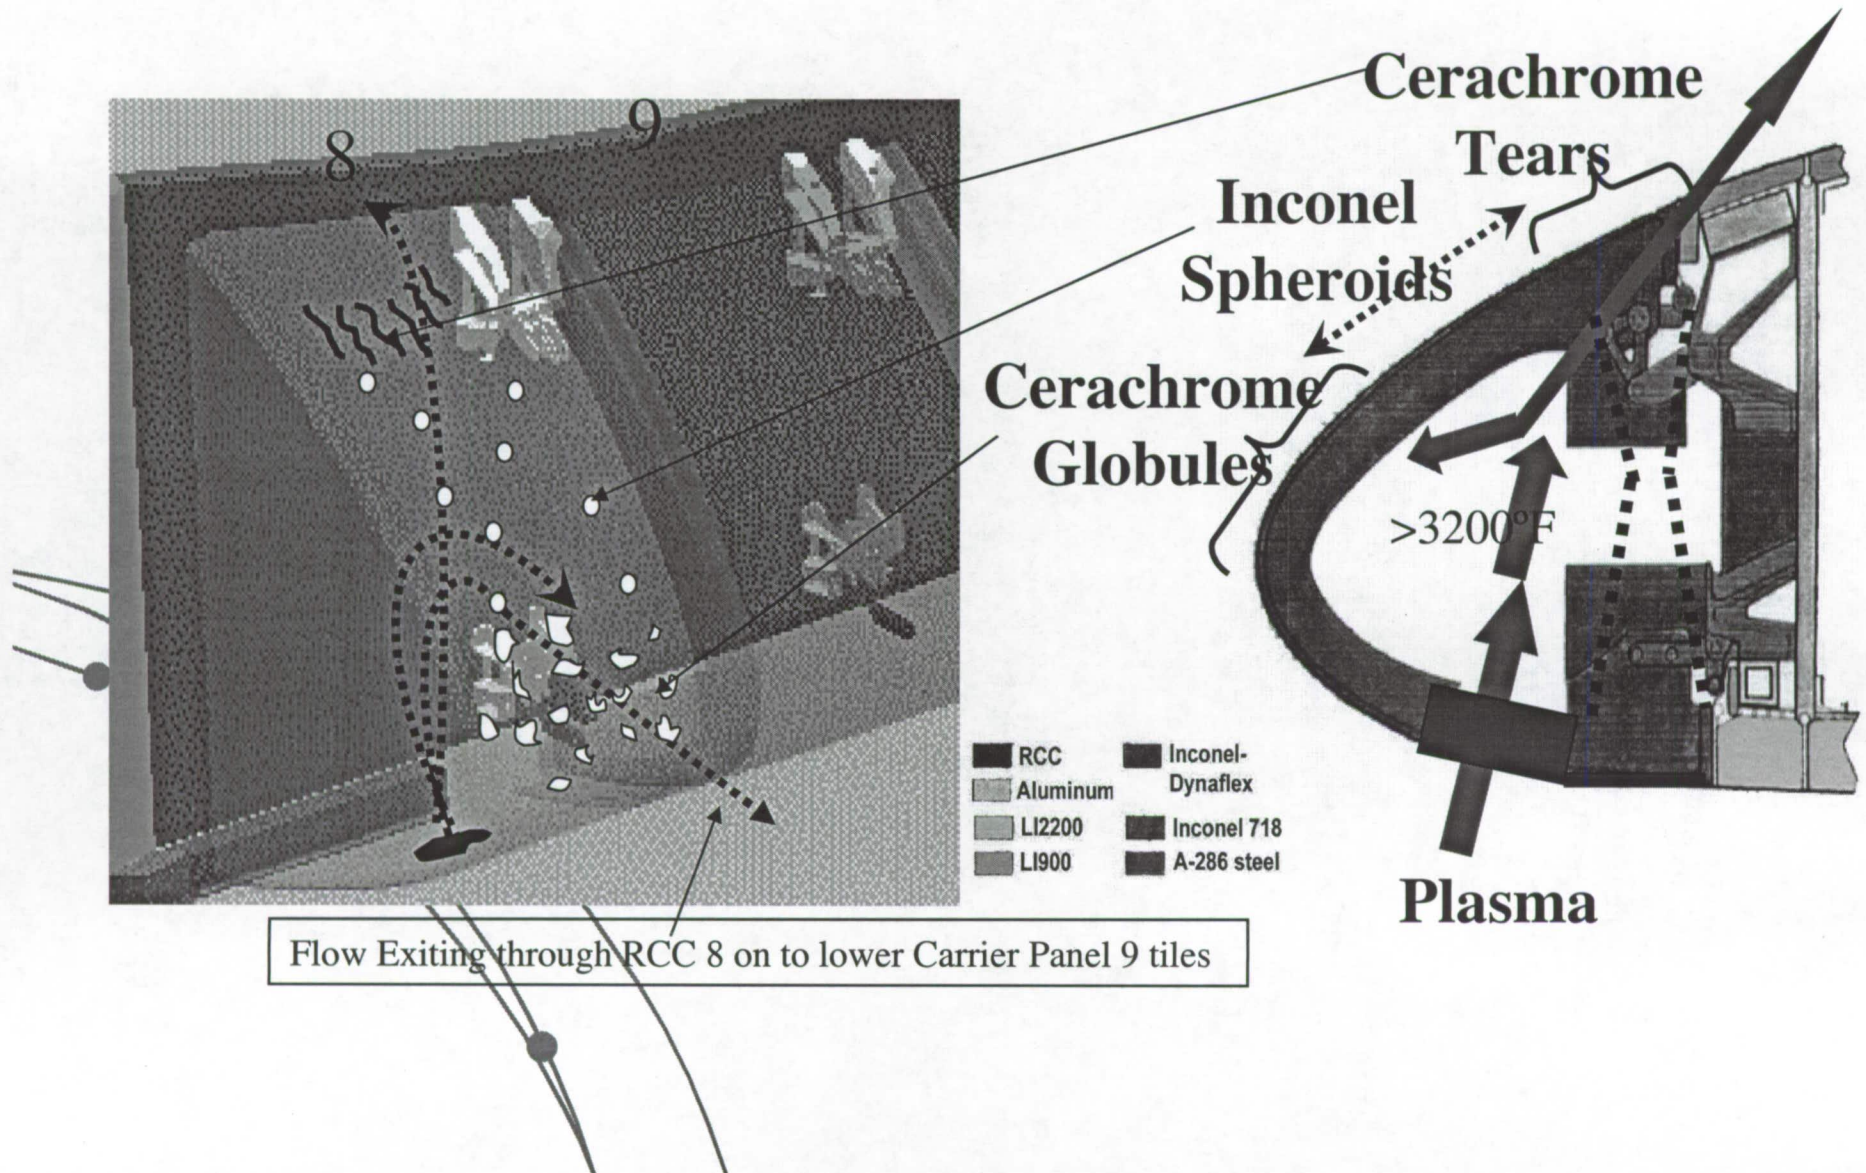 8
9
Cerachrome
Tears
Inconel
Spheroids
Cerachrome
Globules
>3200°F
RCC
Aluminum
LI2200
LI900
Inconel-
Dynaflex
Inconel 718
A-286 steel
Plasma
Flow Exiting through RCC 8 on to lower Carrier Panel 9 tiles